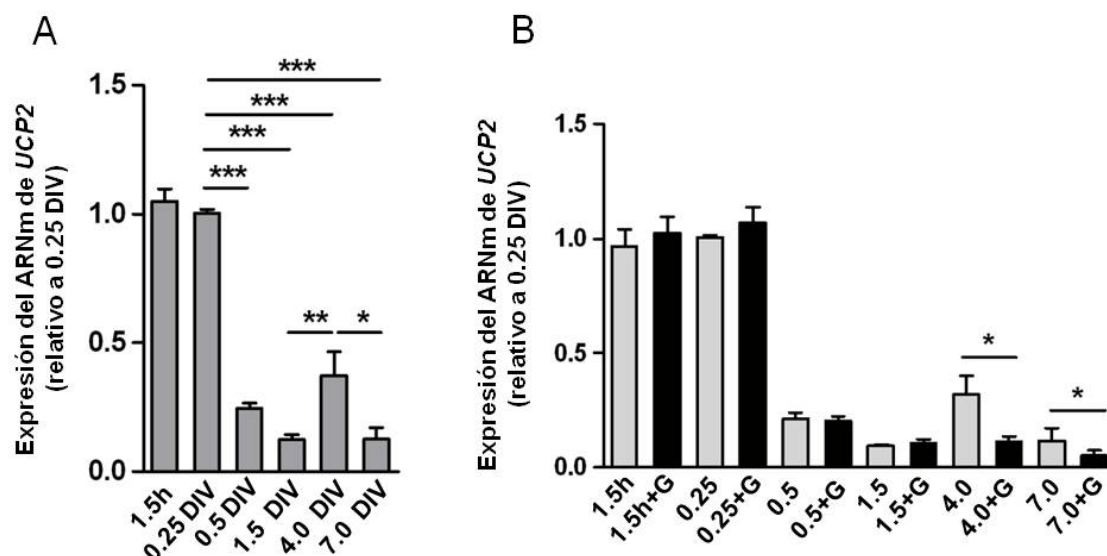 A
Expresión del ARNm de UCP2
(relativo a 0.25 DIV)
1.5
1.0
0.5
0.0
***
***
***
***
**
*
1.5h
0.25 DIV
0.5 DIV
1.5 DIV
4.0 DIV
7.0 DIV
B
Expresión del ARNm de UCP2
(relativo a 0.25 DIV)
1.5
1.0
0.5
0.0
*
*
1.5h
1.5h+G
0.25
0.25+G
0.5
0.5+G
1.5
1.5+G
4.0
4.0+G
7.0
7.0+G